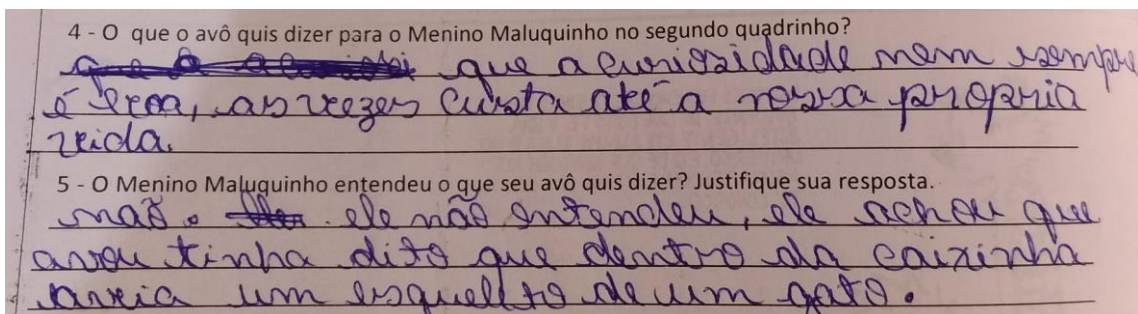 4 - O que o avô quis dizer para o Menino Maluquinho no segundo quadrinho?
que a curiosidade nem sempre
é boa, as vezes custa até a nossa propria
vida.
5 - O Menino Maluquinho entendeu o que seu avô quis dizer? Justifique sua resposta.
não. ele não entendeu, ele achou que
avou tinha dito que dentro da caixinha
avia um esquelto de um gato.